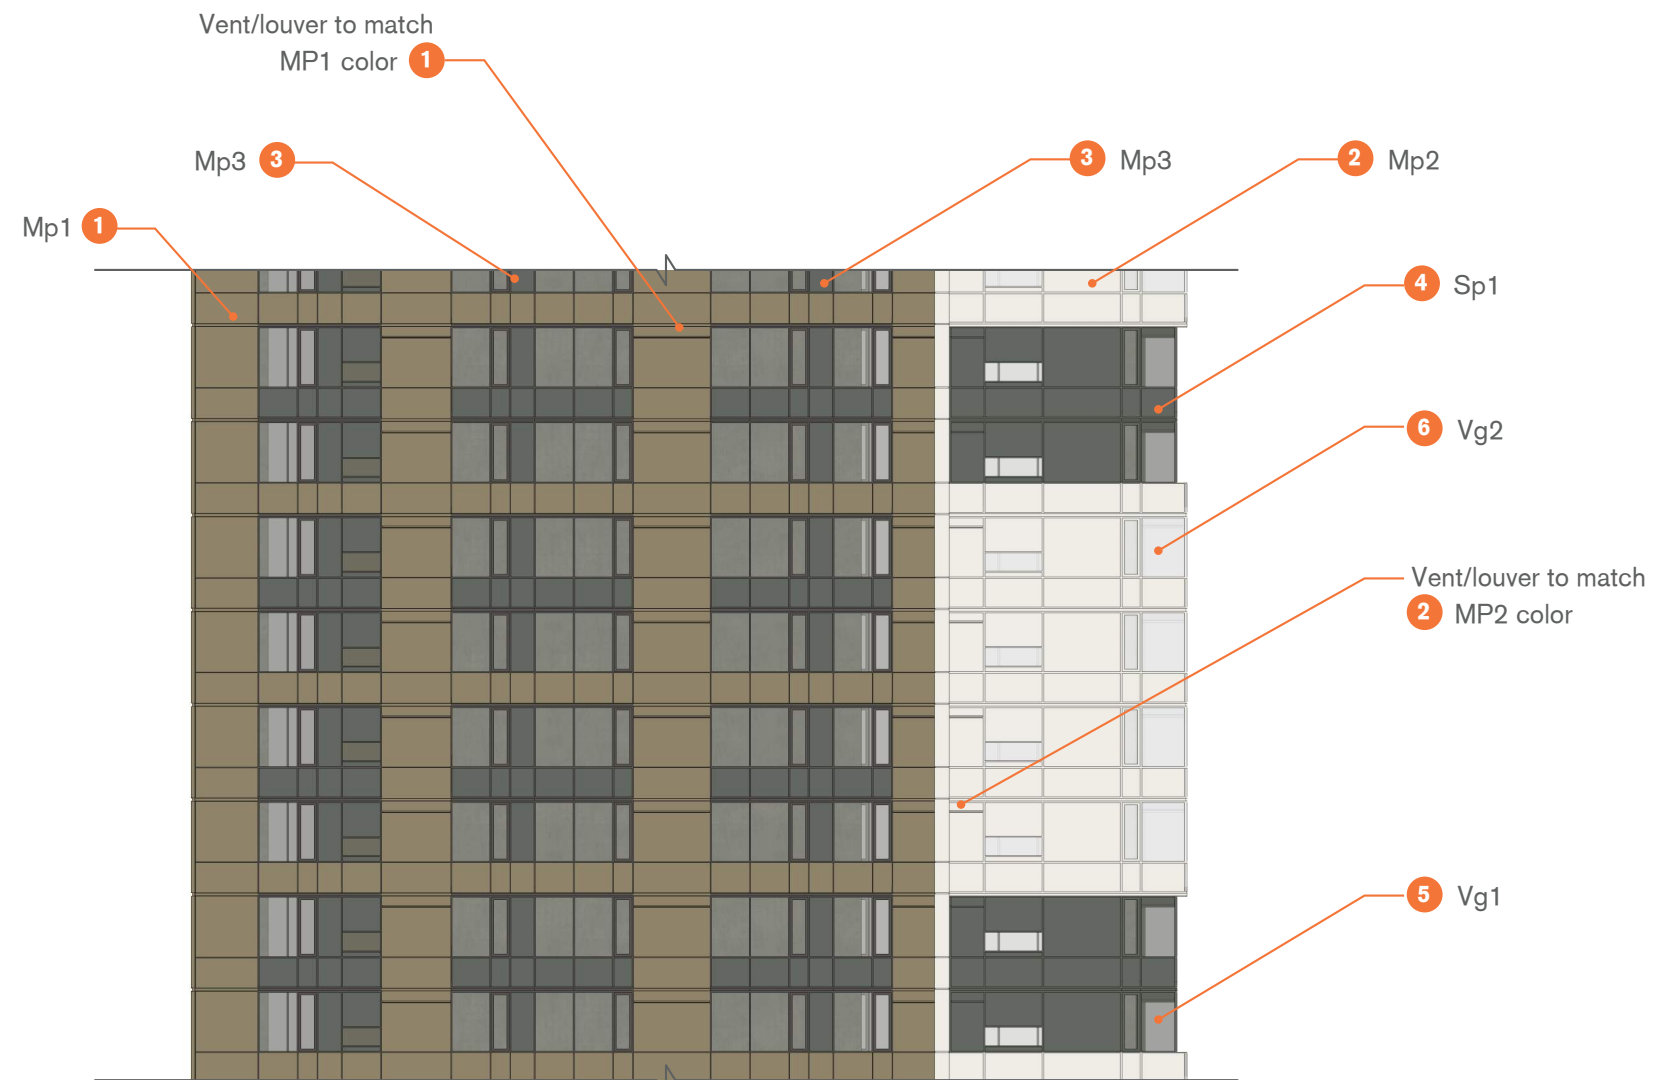 Vent/louver to match
MP1 color 1
Mp3 3
3 Mp3
2 Mp2
Mp1 1
4 Sp1
6 Vg2
Vent/louver to match
2 MP2 color
5 Vg1